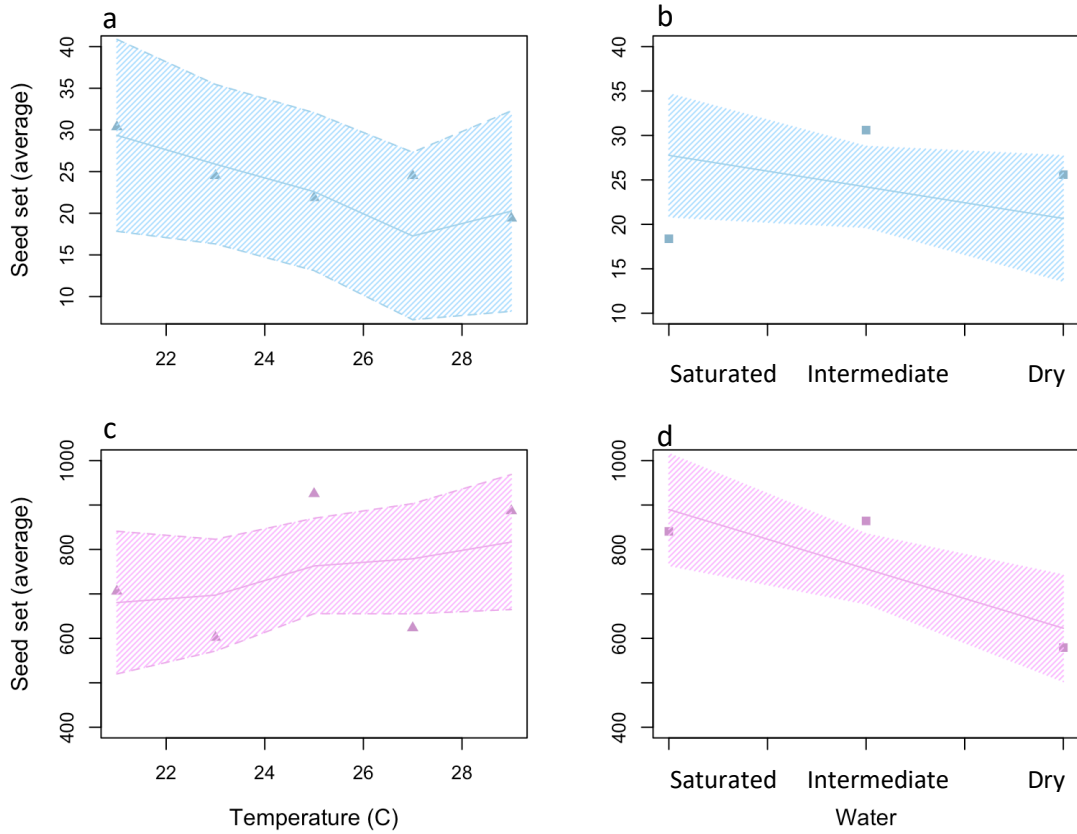 a
Seed set (average)
40
35
30
25
20
15
10
22 24 26 28
b
40
35
30
25
20
15
10
Saturated Intermediate Dry
c
Seed set (average)
1000
800
600
400
22 24 26 28
Temperature (C)
d
1000
800
600
400
Saturated Intermediate Dry
Water